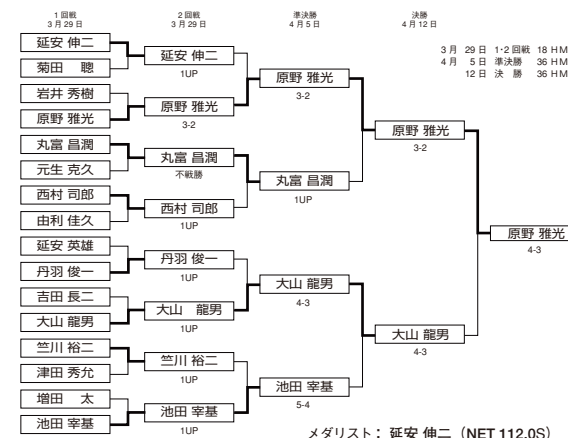 1回戦
3月29日
2回戦
3月29日
準決勝
4月5日
決勝
4月12日
3月 29日 1・2回戦 18 HM
4月 5日 準決勝 36 HM
12日 決 勝 36 HM
延安 伸二
菊田 聰
岩井 秀樹
原野 雅光
丸富 昌潤
元生 克久
西村 司郎
由利 佳久
延安 英雄
丹羽 俊一
吉田 長二
大山 龍男
竺川 裕二
津田 秀允
増田 太
池田 宰基
延安 伸二
1UP
原野 雅光
3-2
丸富 昌潤
不戦勝
西村 司郎
1UP
丹羽 俊一
1UP
大山 龍男
1UP
竺川 裕二
1UP
池田 宰基
1UP
原野 雅光
3-2
丸富 昌潤
1UP
大山 龍男
4-3
池田 宰基
5-4
原野 雅光
3-2
大山 龍男
4-3
原野 雅光
4-3
メダリスト：延安 伸二（NET 112.0S）